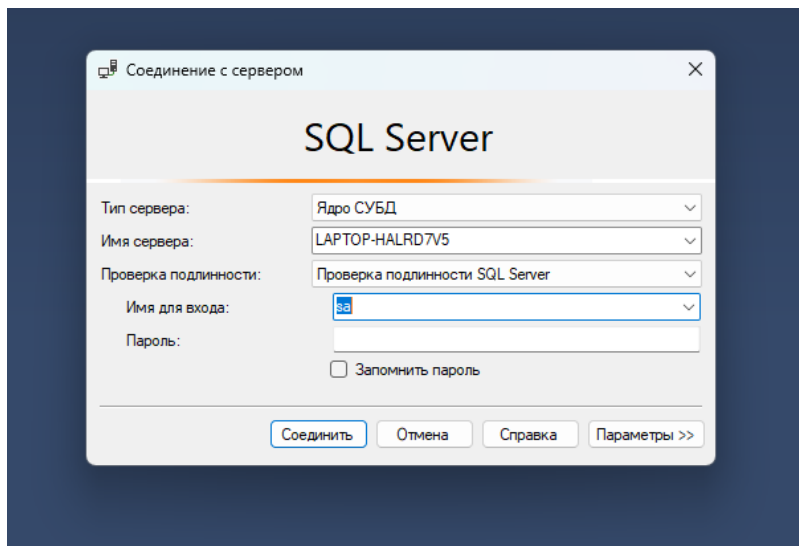 Соединение с сервером
SQL Server
Тип сервера: Ядро СУБД
Имя сервера: LAPTOP-HALRD7V5
Проверка подлинности: Проверка подлинности SQL Server
Имя для входа: sa
Пароль:
Запомнить пароль
Соединить Отмена Справка Параметры >>